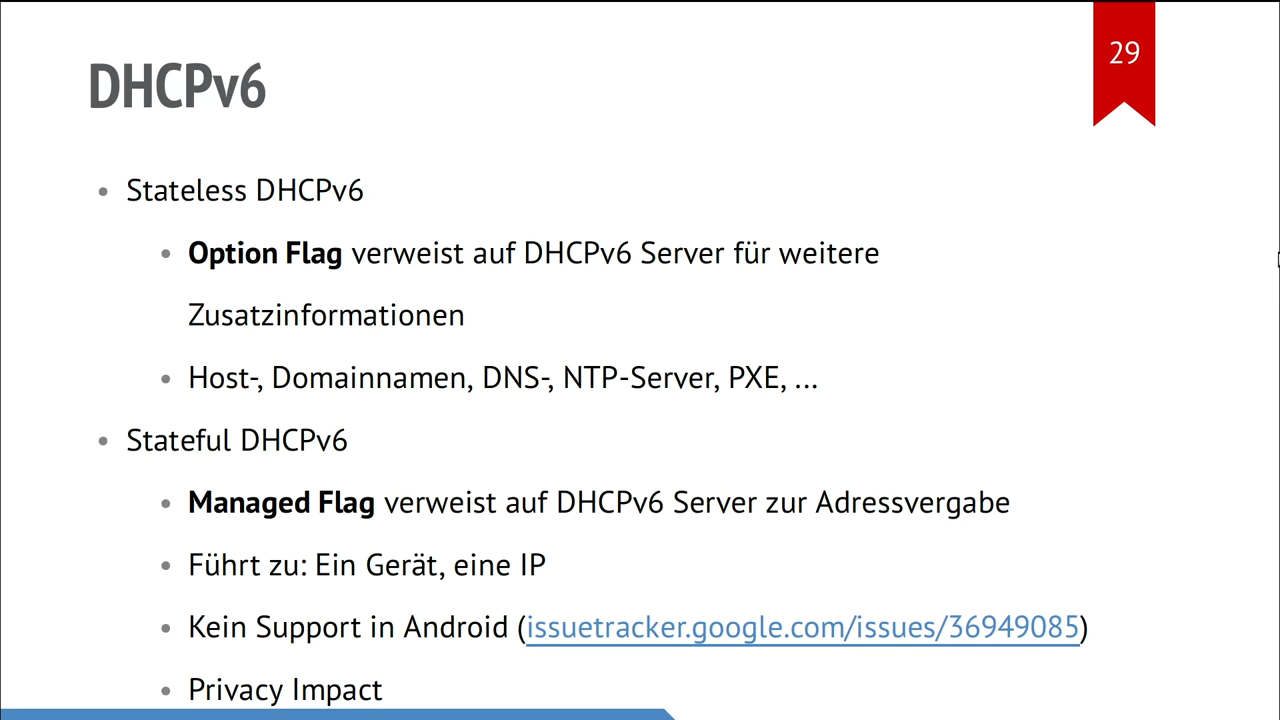 29
DHCPv6
• Stateless DHCPv6
• Option Flag verweist auf DHCPv6 Server für weitere
Zusatzinformationen
• Host-, Domainnamen, DNS-, NTP-Server, PXE, ...
• Stateful DHCPv6
• Managed Flag verweist auf DHCPv6 Server zur Adressvergabe
• Führt zu: Ein Gerät, eine IP
• Kein Support in Android (issuetracker.google.com/issues/36949085)
• Privacy Impact